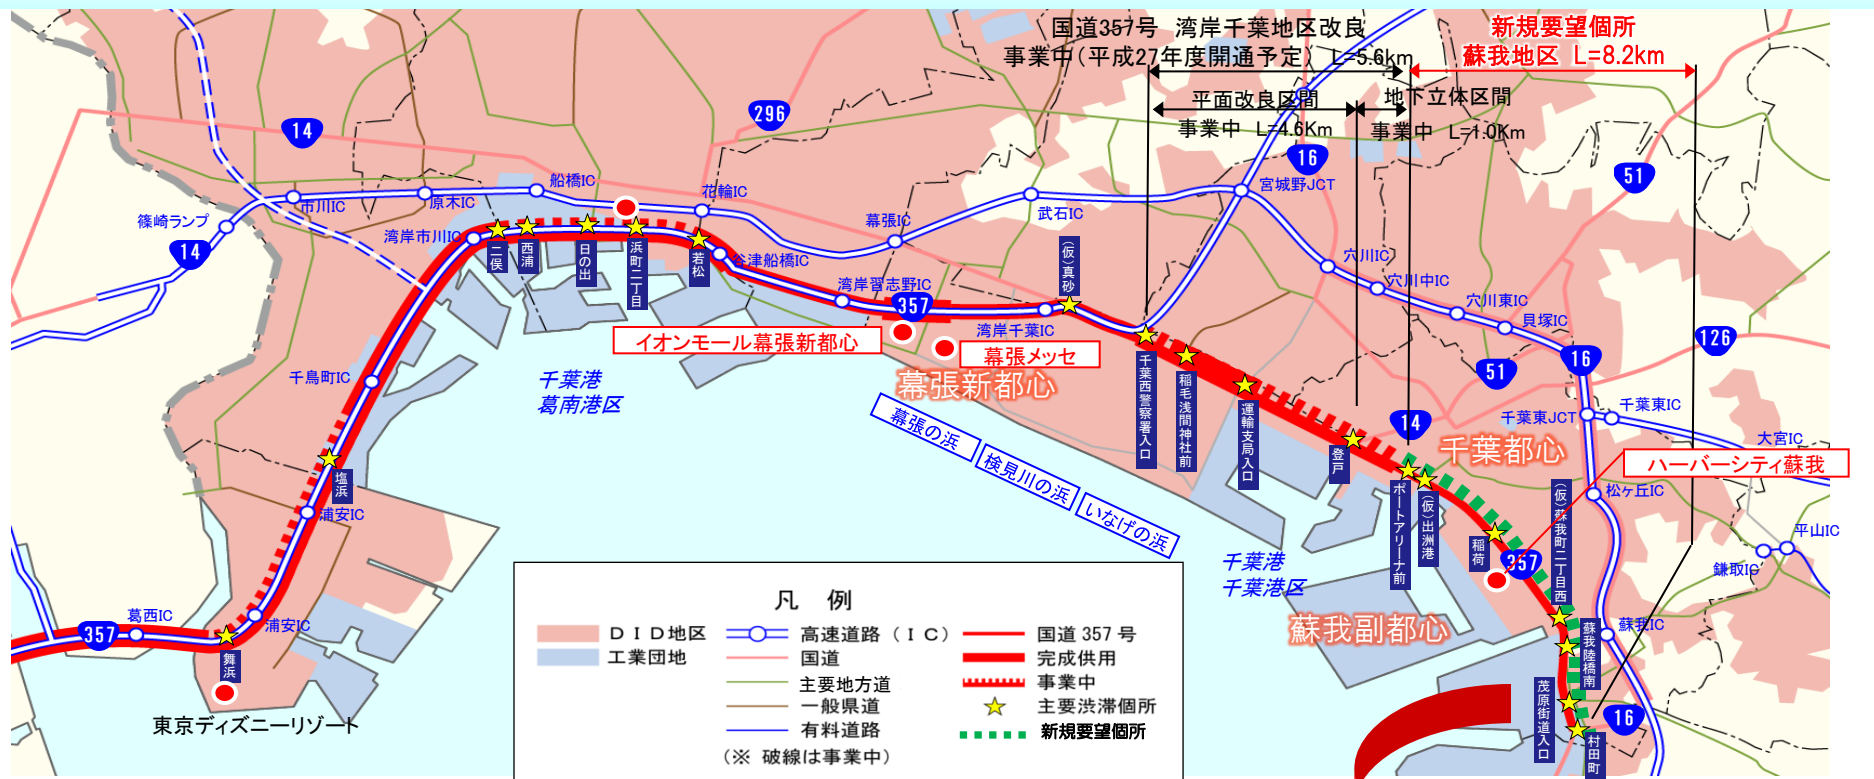 国道357号 湾岸千葉地区改良
事業中(平成27年度開通予定) L=5.6km
新規要望個所
蘇我地区 L=8.2km
平面改良区間
事業中 L=4.6Km
地下立体区間
事業中 L=1.0Km
14
296
16
51
船橋IC
花輪IC
市川IC
原木IC
篠崎ランプ
14
湾岸市川IC
二俣
西浦
日の出
浜町二丁目
若松
谷津船橋IC
幕張IC
武石IC
宮城野JCT
(仮)真砂
湾岸習志野IC
357
湾岸千葉IC
穴川IC
穴川中IC
穴川東IC
貝塚IC
126
16
51
イオンモール幕張新都心
幕張メッセ
幕張新都心
千鳥町IC
千葉港
葛南港区
幕張の浜
検見川の浜
いなげの浜
千葉西警察署入口
稲毛浅間神社前
運輸支局入口
登戸
14
千葉都心
千葉東JCT
千葉東IC
大宮IC
ハーバーシティ蘇我
ポートアリーナ前
(仮)出洲港
稲荷
(仮)蘇我町二丁目西
松ヶ丘IC
平山IC
鎌取IC
塩浜
浦安IC
千葉港
千葉港区
357
蘇我副都心
蘇我陸橋南
蘇我IC
葛西IC
357
浦安IC
舞浜
東京ディズニーリゾート
茂原街道入口
村田町
16
凡 例
DID地区
工業団地
高速道路(IC)
国道
主要地方道
一般県道
有料道路
(※ 破線は事業中)
国道357号
完成供用
事業中
主要渋滞個所
新規要望個所